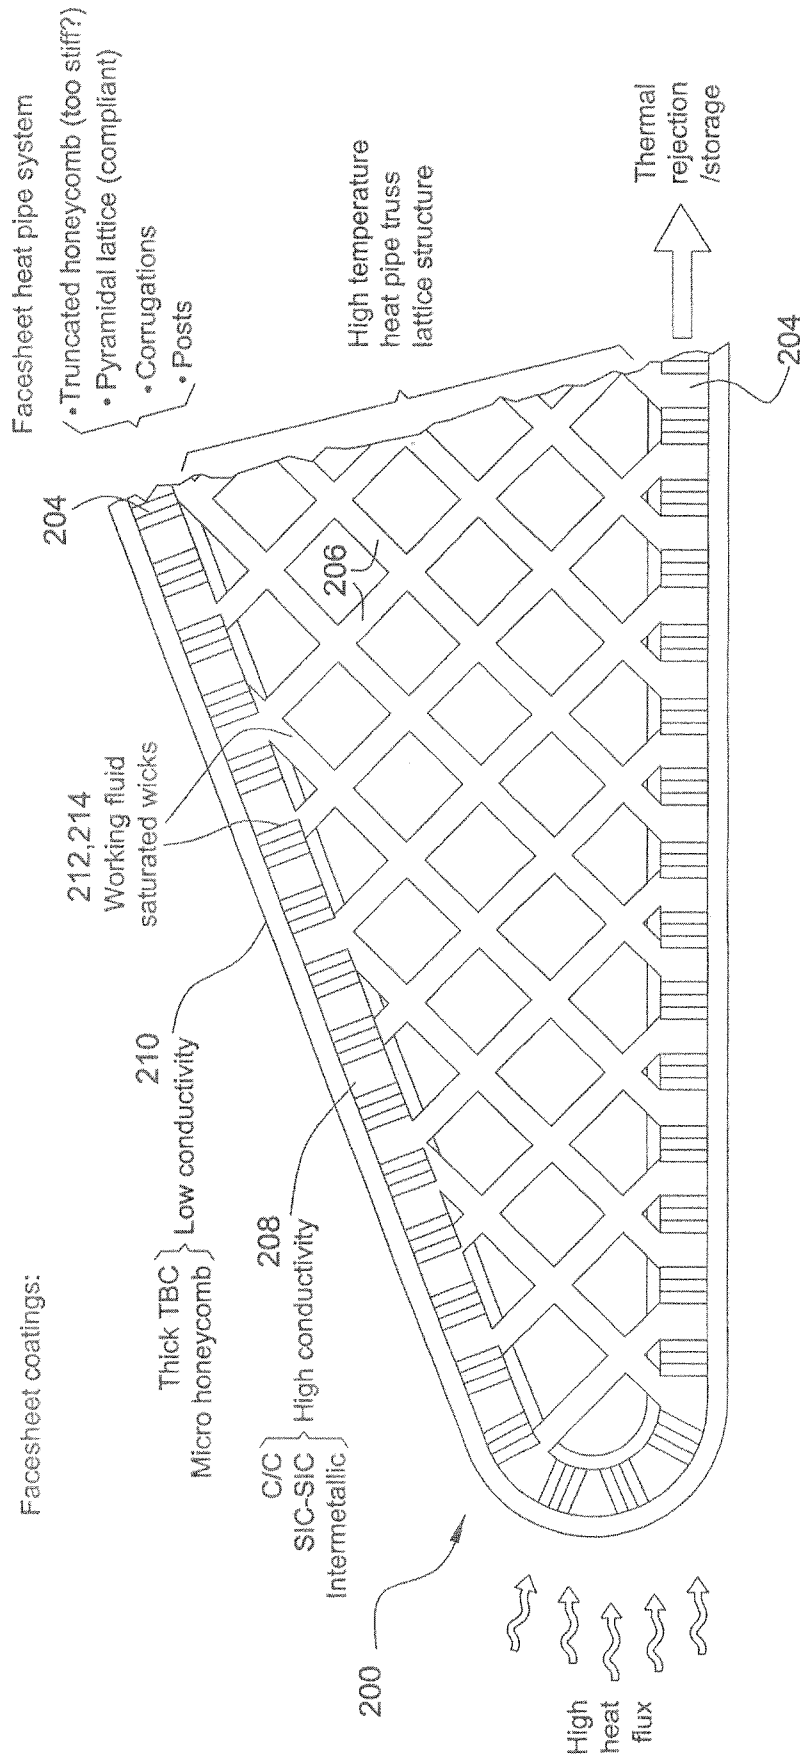 Facesheet coatings:
Thick TBC
Micro honeycomb
Low conductivity
210
C/C
SIC-SIC
Intermetallic
High conductivity
208
212,214
Working fluid
saturated wicks
204
Facesheet heat pipe system
• Truncated honeycomb (too stiff?)
• Pyramidal lattice (compliant)
• Corrugations
• Posts
High temperature
heat pipe truss
lattice structure
206
200
High
heat
flux
Thermal
rejection
/storage
204